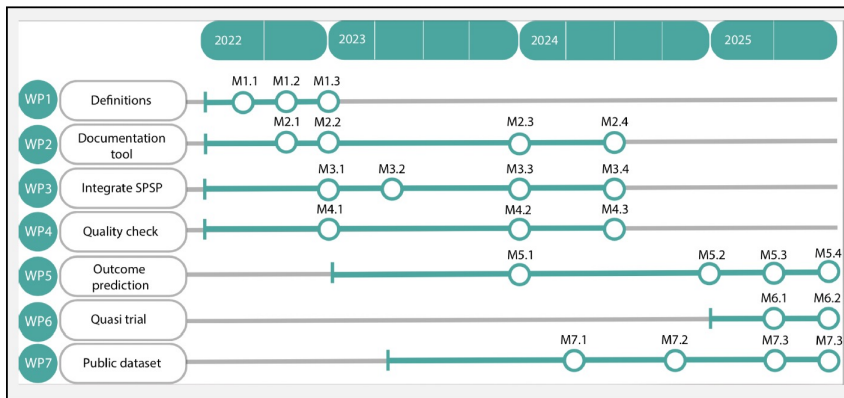 2022 2023 2024 2025
M1.1 M1.2 M1.3
WP1 Definitions
M2.1 M2.2 M2.3 M2.4
WP2 Documentation
tool
M3.1 M3.2 M3.3 M3.4
WP3 Integrate SPSP
M4.1 M4.2 M4.3
WP4 Quality check
M5.1 M5.2 M5.3 M5.4
WP5 Outcome
prediction
M6.1 M6.2
WP6 Quasi trial
M7.1 M7.2 M7.3 M7.3
WP7 Public dataset